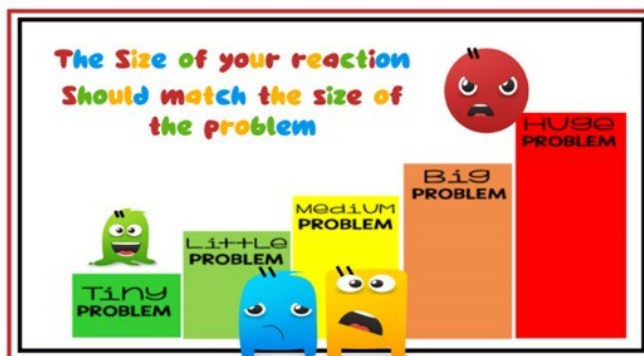 The Size of your reaction
Should match the size of
the problem
Tiny
PROBLEM
Little
PROBLEM
Medium
PROBLEM
Big
PROBLEM
Huge
PROBLEM